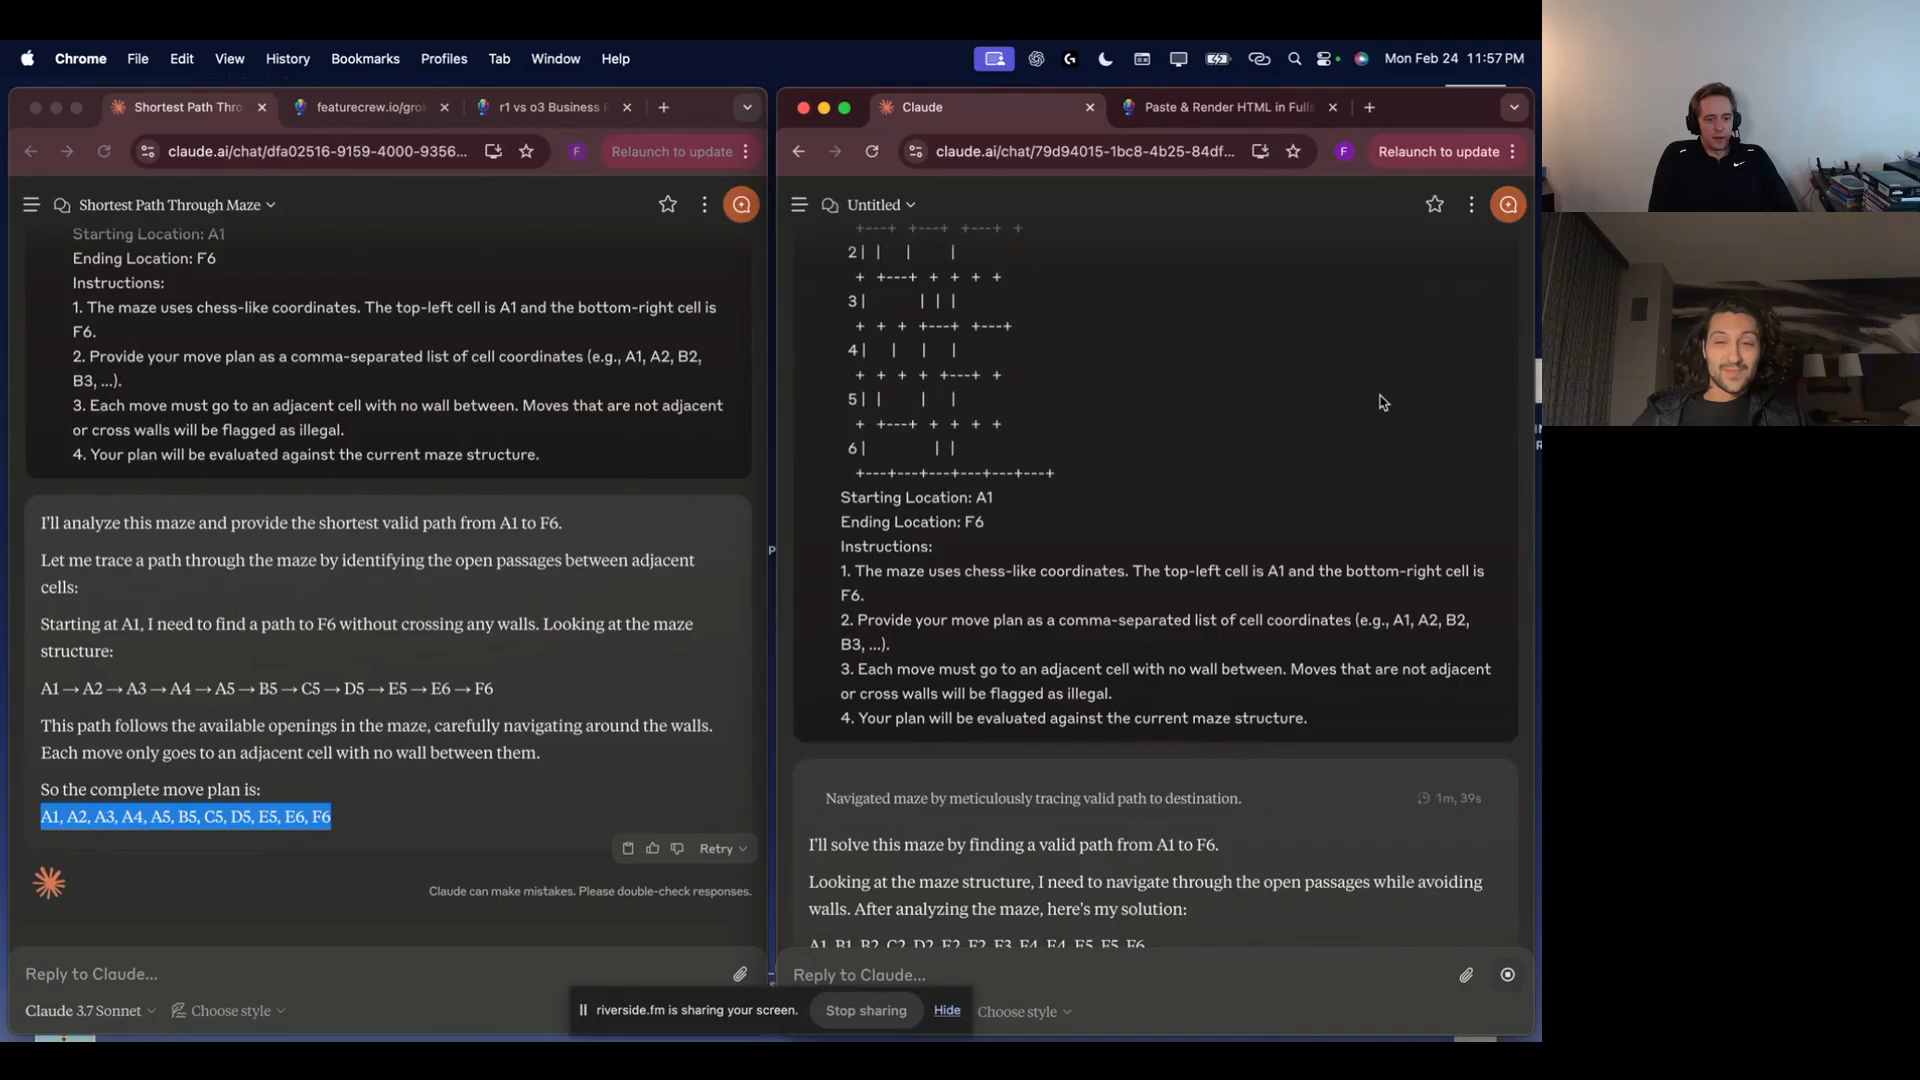 Chrome File Edit View History Bookmarks Profiles Tab Window Help
Mon Feb 24 11:57 PM
Shortest Path Thro
featurecrew.io/grok
r1 vs o3 Business
claude.ai/chat/dfa02516-9159-4000-9356...
F
Relaunch to update
Shortest Path Through Maze
Starting Location: A1
Ending Location: F6
Instructions:
1. The maze uses chess-like coordinates. The top-left cell is A1 and the bottom-right cell is
F6.
2. Provide your move plan as a comma-separated list of cell coordinates (e.g., A1, A2, B2,
B3, ...).
3. Each move must go to an adjacent cell with no wall between. Moves that are not adjacent
or cross walls will be flagged as illegal.
4. Your plan will be evaluated against the current maze structure.
I'll analyze this maze and provide the shortest valid path from A1 to F6.
Let me trace a path through the maze by identifying the open passages between adjacent
cells:
Starting at A1, I need to find a path to F6 without crossing any walls. Looking at the maze
structure:
A1 → A2 → A3 → A4 → A5 → B5 → C5 → D5 → E5 → E6 → F6
This path follows the available openings in the maze, carefully navigating around the walls.
Each move only goes to an adjacent cell with no wall between them.
So the complete move plan is:
A1, A2, A3, A4, A5, B5, C5, D5, E5, E6, F6
Retry
Claude can make mistakes. Please double-check responses.
Reply to Claude...
Claude 3.7 Sonnet
Choose style
Claude
Paste & Render HTML in Full
claude.ai/chat/79d94015-1bc8-4b25-84df...
F
Relaunch to update
Untitled
+---+ +---+ +---+ +
2| | | |
+ +---+ + + + +
3| | | |
+ + + +---+ +---+
4| | | |
+ + + + +---+ +
5| | | |
+ +---+ + + + +
6| | |
+---+---+---+---+---+---+
Starting Location: A1
Ending Location: F6
Instructions:
1. The maze uses chess-like coordinates. The top-left cell is A1 and the bottom-right cell is
F6.
2. Provide your move plan as a comma-separated list of cell coordinates (e.g., A1, A2, B2,
B3, ...).
3. Each move must go to an adjacent cell with no wall between. Moves that are not adjacent
or cross walls will be flagged as illegal.
4. Your plan will be evaluated against the current maze structure.
Navigated maze by meticulously tracing valid path to destination.
1m, 39s
I'll solve this maze by finding a valid path from A1 to F6.
Looking at the maze structure, I need to navigate through the open passages while avoiding
walls. After analyzing the maze, here's my solution:
Reply to Claude...
Choose style
riverside.fm is sharing your screen.
Stop sharing
Hide